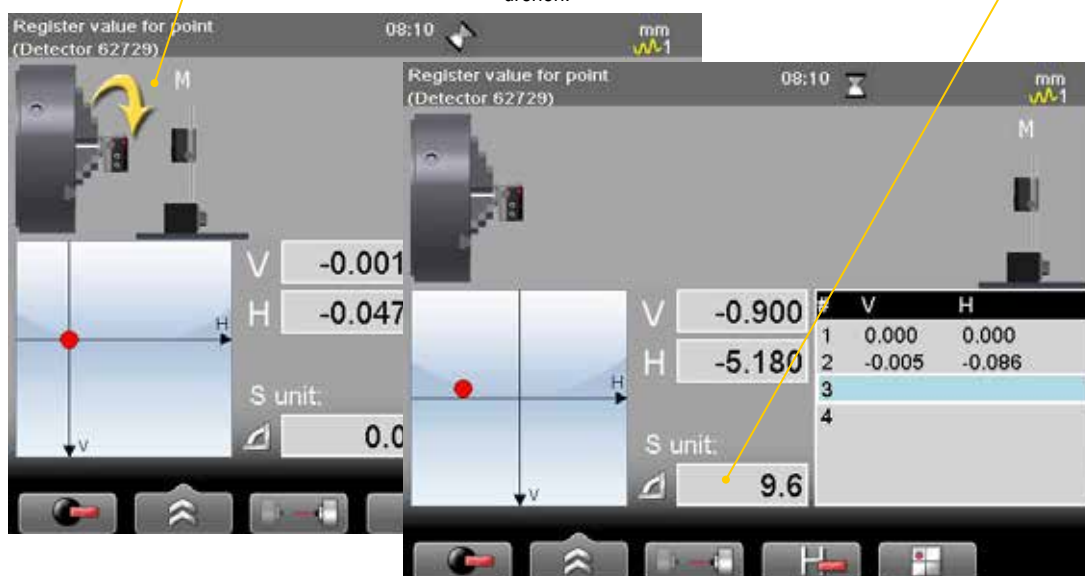 Register value for point
(Detector 62729)
08:10
mm
1
M
V
-0.001
H
-0.047
H
V
S unit:
Register value for point
(Detector 62729)
08:10
mm
1
M
V
-0.900
H
-5.180
H
V
S unit:
9.6
# V H
1 0.000 0.000
2 -0.005 -0.086
3
4